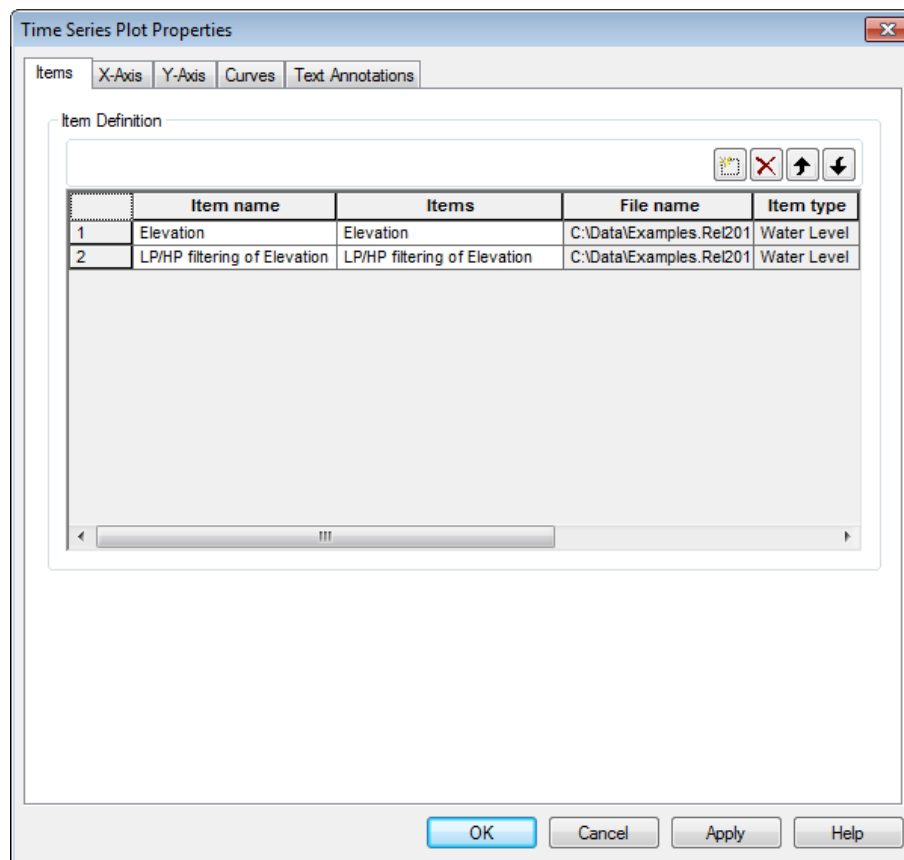 Time Series Plot Properties
Items X-Axis Y-Axis Curves Text Annotations
Item Definition
Item name Items File name Item type
1 Elevation Elevation C:\Data\Examples.Rel201 Water Level
2 LP/HP filtering of Elevation LP/HP filtering of Elevation C:\Data\Examples.Rel201 Water Level
OK Cancel Apply Help